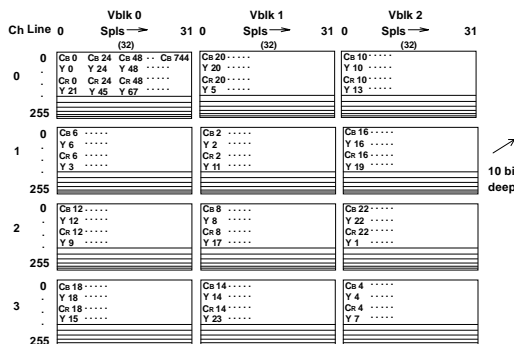 Vblk 0 Vblk 1 Vblk 2
Ch Line 0 Spls 31 0 Spls 31 0 Spls 31
(32) (32) (32)
0 CB 0 CB 24 CB 48 ·· CB 744 CB 20 ····· CB 10 ·····
. Y 0 Y 24 Y 48 ····· Y 20 ····· Y 10 ·····
0 . CR 0 CR 24 CR 48 ····· CR 20 ····· CR 10 ·····
. Y 21 Y 45 Y 67 ····· Y 5 ····· Y 13 ·····
255
0 CB 6 ····· CB 2 ····· CB 16 ·····
. Y 6 ····· Y 2 ····· Y 16 ·····
1 . CR 6 ····· CR 2 ····· CR 16 ·····
. Y 3 ····· Y 11 ····· Y 19 ·····
10 bi
255 deep
0 CB 12 ····· CB 8 ····· CB 22 ·····
. Y 12 ····· Y 8 ····· Y 22 ·····
2 . CR 12 ····· CR 8 ····· CR 22 ·····
. Y 9 ····· Y 17 ····· Y 1 ·····
255
0 CB 18 ····· CB 14 ····· CB 4 ·····
. Y 18 ····· Y 14 ····· Y 4 ·····
3 . CR 18 ····· CR 14 ····· CR 4 ·····
. Y 15 ····· Y 23 ····· Y 7 ·····
255